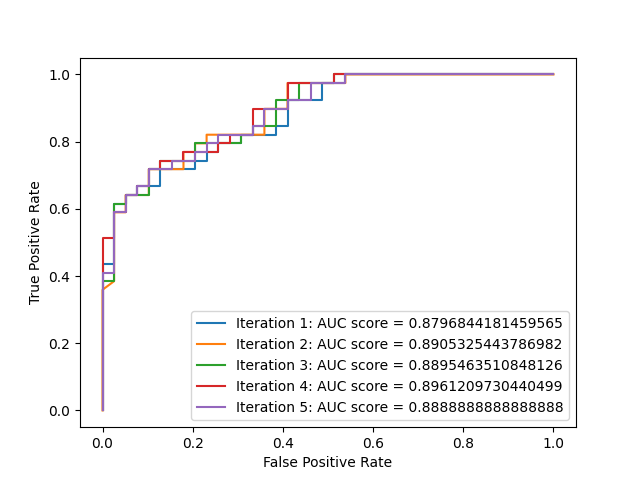 1.0
0.8
0.6
0.4
0.2
0.0
True Positive Rate
Iteration 1: AUC score = 0.8796844181459565
Iteration 2: AUC score = 0.8905325443786982
Iteration 3: AUC score = 0.8895463510848126
Iteration 4: AUC score = 0.8961209730440499
Iteration 5: AUC score = 0.8888888888888888
0.0 0.2 0.4 0.6 0.8 1.0
False Positive Rate